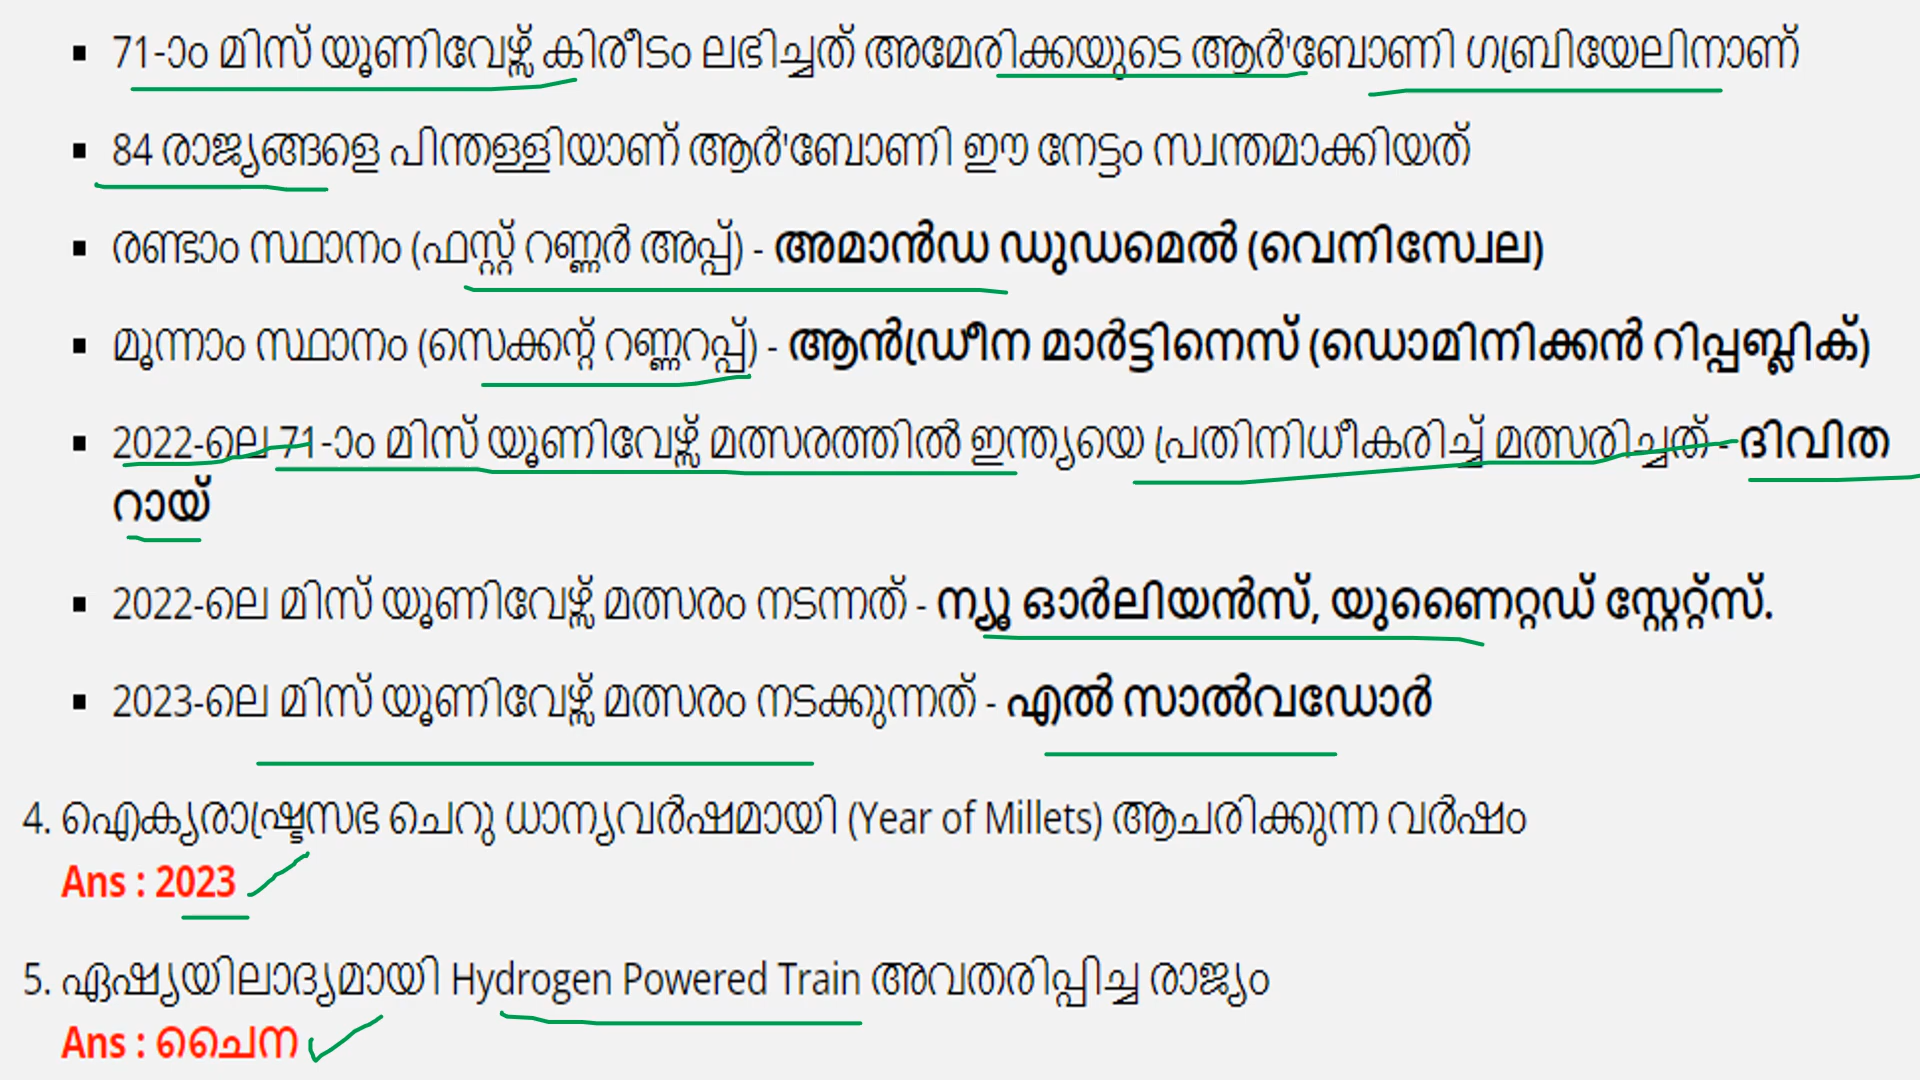 ▪ 71-ാം മിസ് യൂണിവേഴ്സ് കിരീടം ലഭിച്ചത് അമേരിക്കയുടെ ആർ'ബോണി ഗബ്രിയേലിനാണ്
▪ 84 രാജ്യങ്ങളെ പിന്തള്ളിയാണ് ആർ'ബോണി ഈ നേട്ടം സ്വന്തമാക്കിയത്
▪ രണ്ടാം സ്ഥാനം (ഫസ്റ്റ് റണ്ണർ അപ്പ്) - അമാൻഡ ഡുഡമെൽ (വെനിസ്വേല)
▪ മൂന്നാം സ്ഥാനം (സെക്കന്റ് റണ്ണറപ്പ്) - ആൻഡ്രീന മാർട്ടിനെസ് (ഡൊമിനിക്കൻ റിപ്പബ്ലിക്)
▪ 2022-ലെ 71-ാം മിസ് യൂണിവേഴ്സ് മത്സരത്തിൽ ഇന്ത്യയെ പ്രതിനിധീകരിച്ച് മത്സരിച്ചത് - ദിവിത
റായ്
▪ 2022-ലെ മിസ് യൂണിവേഴ്സ് മത്സരം നടന്നത് - ന്യൂ ഓർലിയൻസ്, യുണൈറ്റഡ് സ്റ്റേറ്റ്സ്.
▪ 2023-ലെ മിസ് യൂണിവേഴ്സ് മത്സരം നടക്കുന്നത് - എൽ സാൽവഡോർ
4. ഐക്യരാഷ്ട്രസഭ ചെറു ധാന്യവർഷമായി (Year of Millets) ആചരിക്കുന്ന വർഷം
Ans : 2023
5. ഏഷ്യയിലാദ്യമായി Hydrogen Powered Train അവതരിപ്പിച്ച രാജ്യം
Ans : ചൈന